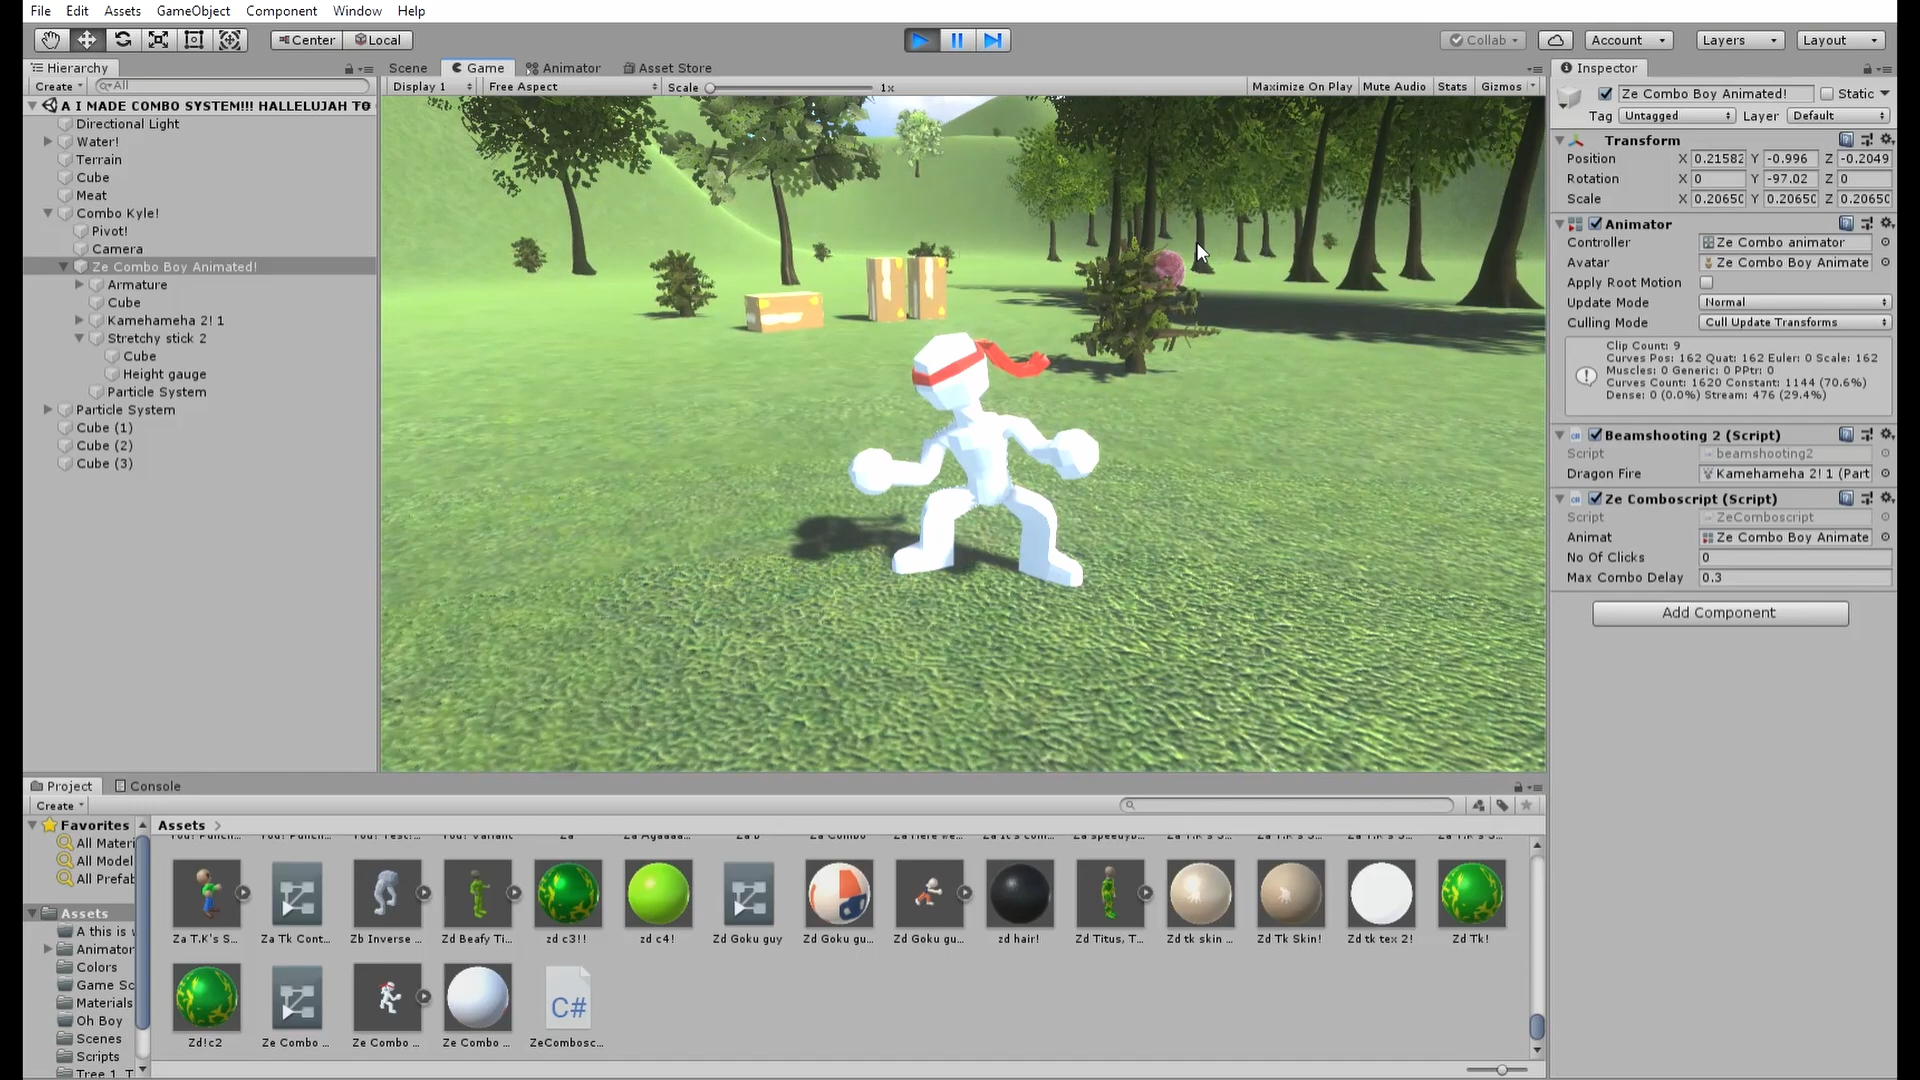 File Edit Assets GameObject Component Window Help
Center Local Collab Account Layers Layout
Hierarchy Scene Game Animator Asset Store Inspector
Create All Display 1 Free Aspect Scale 1x Maximize On Play Mute Audio Stats Gizmos
A I MADE COMBO SYSTEM!!! HALLELUJAH TO
Directional Light
Water!
Terrain
Cube
Meat
Combo Kyle!
Pivot!
Camera
Ze Combo Boy Animated!
Armature
Cube
Kamehameha 2! 1
Stretchy stick 2
Cube
Height gauge
Particle System
Particle System
Cube (1)
Cube (2)
Cube (3)
Ze Combo Boy Animated! Static
Tag Untagged Layer Default
Transform
Position X 0.21582 Y -0.996 Z -0.2049
Rotation X 0 Y -97.02 Z 0
Scale X 0.2065 Y 0.2065 Z 0.2065
Animator
Controller Ze Combo animator
Avatar Ze Combo Boy Animate
Apply Root Motion
Update Mode Normal
Culling Mode Cull Update Transforms
Clip Count: 9
Curves Pos: 162 Quat: 162 Euler: 0 Scale: 162
Muscles: 0 Generic: 0 PPtr: 0
Curves Count: 1620 Constant: 1144 (70.6%)
Dense: 0 (0.0%) Stream: 476 (29.4%)
Beamshooting 2 (Script)
Script beamshooting2
Dragon Fire Kamehameha 2! 1 (Part
Ze Comboscript (Script)
Script ZeComboscript
Animat Ze Combo Boy Animate
No Of Clicks 0
Max Combo Delay 0.3
Add Component
Project Console
Create
Favorites
All Materi
All Model
All Prefab
Assets
A this is
Animator
Colors
Game Sc
Materials
Oh Boy
Scenes
Scripts
Tree 1 T
Assets
Za T.K's S... Za Tk Cont... Zb Inverse ... Zd Beafy Ti... zd c3!! zd c4! Zd Goku guy Zd Goku gu... Zd Goku gu... zd hair! Zd Titus, T... Zd tk skin ... Zd Tk Skin! Zd tk tex 2! Zd Tk!
C#
Zd!c2 Ze Combo ... Ze Combo ... Ze Combo ... ZeCombosc...